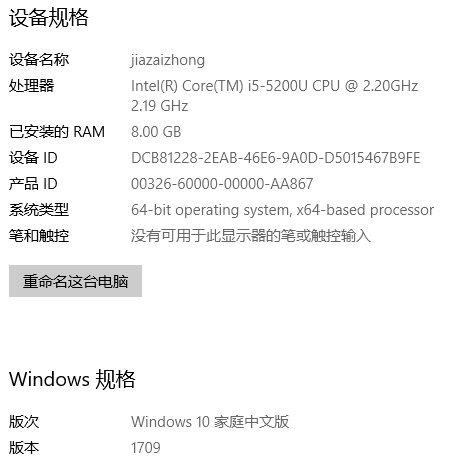 设备规格
设备名称 jiazaizhong
处理器 Intel(R) Core(TM) i5-5200U CPU @ 2.20GHz
2.19 GHz
已安装的 RAM 8.00 GB
设备 ID DCB81228-2EAB-46E6-9A0D-D5015467B9FE
产品 ID 00326-60000-00000-AA867
系统类型 64-bit operating system, x64-based processor
笔和触控 没有可用于此显示器的笔或触控输入
重命名这台电脑
Windows 规格
版次 Windows 10 家庭中文版
版本 1709